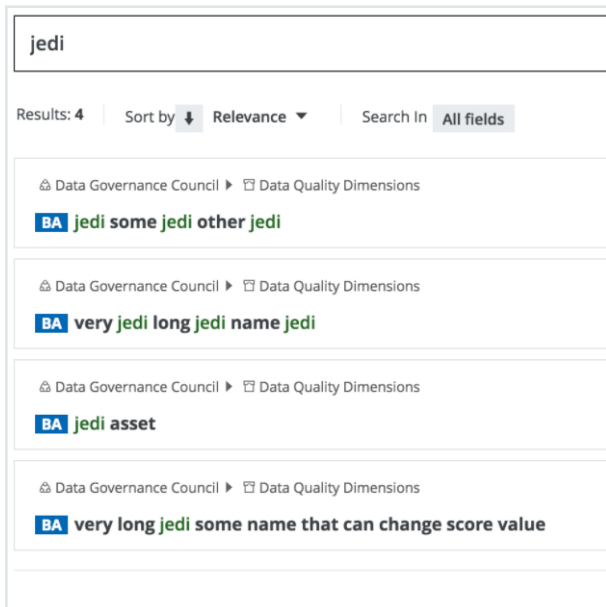 jedi
Results: 4 Sort by Relevance Search In All fields
Data Governance Council Data Quality Dimensions
BA jedi some jedi other jedi
Data Governance Council Data Quality Dimensions
BA very jedi long jedi name jedi
Data Governance Council Data Quality Dimensions
BA jedi asset
Data Governance Council Data Quality Dimensions
BA very long jedi some name that can change score value